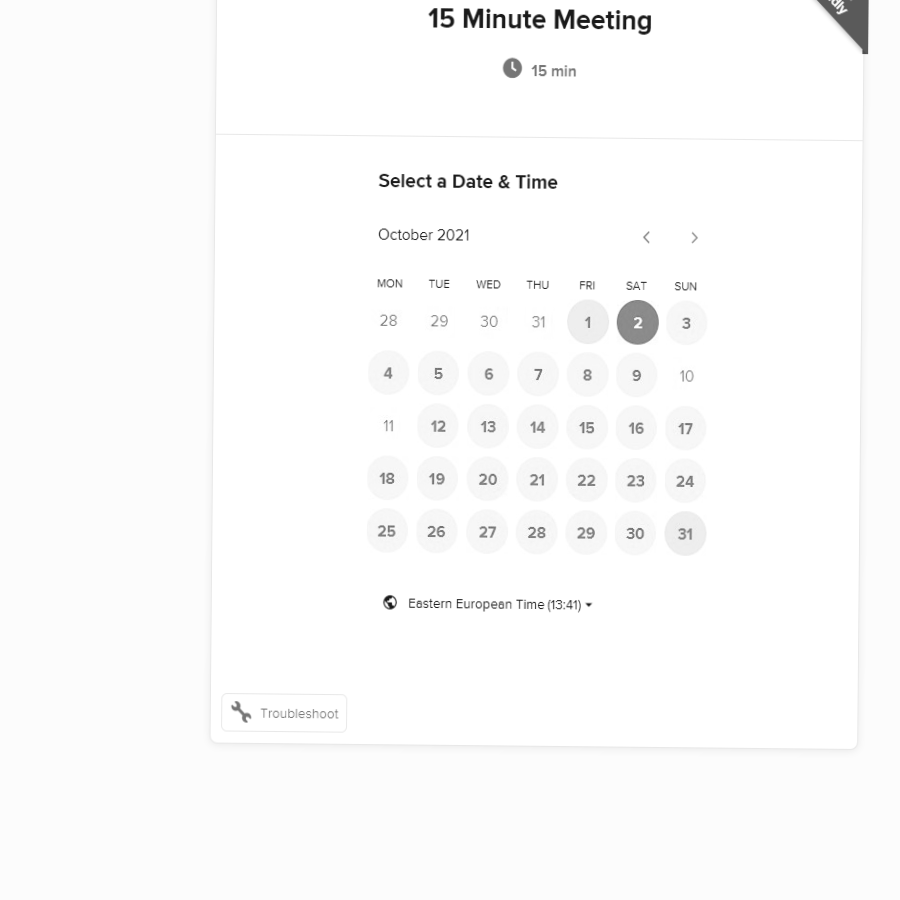 15 Minute Meeting
15 min
Select a Date & Time
October 2021
MON TUE WED THU FRI SAT SUN
28 29 30 31 1 2 3
4 5 6 7 8 9 10
11 12 13 14 15 16 17
18 19 20 21 22 23 24
25 26 27 28 29 30 31
Eastern European Time (13:41)
Troubleshoot